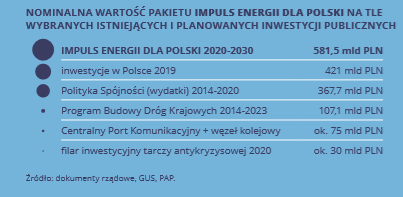 NOMINALNA WARTOŚĆ PAKIETU IMPULS ENERGII DLA POLSKI NA TLE
WYBRANYCH ISTNIEJĄCYCH I PLANOWANYCH INWESTYCJI PUBLICZNYCH
IMPULS ENERGII DLA POLSKI 2020-2030 581,5 mld PLN
inwestycje w Polsce 2019 421 mld PLN
Polityka Spójności (wydatki) 2014-2020 367,7 mld PLN
Program Budowy Dróg Krajowych 2014-2023 107,1 mld PLN
Centralny Port Komunikacyjny + węzeł kolejowy ok. 75 mld PLN
filar inwestycyjny tarczy antykryzysowej 2020 ok. 30 mld PLN
Źródło: dokumenty rządowe, GUS, PAP.